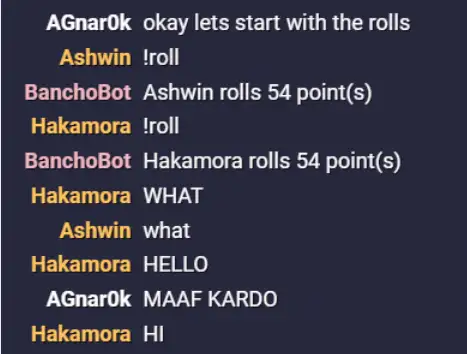 AGnar0k okay lets start with the rolls
Ashwin !roll
BanchoBot Ashwin rolls 54 point(s)
Hakamora !roll
BanchoBot Hakamora rolls 54 point(s)
Hakamora WHAT
Ashwin what
Hakamora HELLO
AGnar0k MAAF KARDO
Hakamora HI